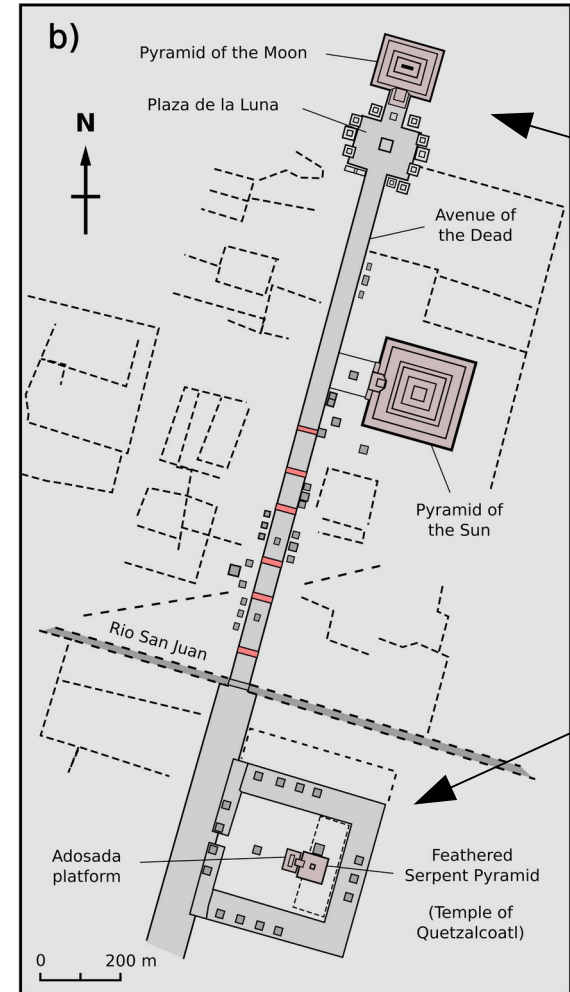 b)
Pyramid of the Moon
Plaza de la Luna
N
Avenue of
the Dead
Pyramid of
the Sun
Rio San Juan
Adosada
platform
Feathered
Serpent Pyramid
(Temple of
Quetzalcoatl)
0 200 m